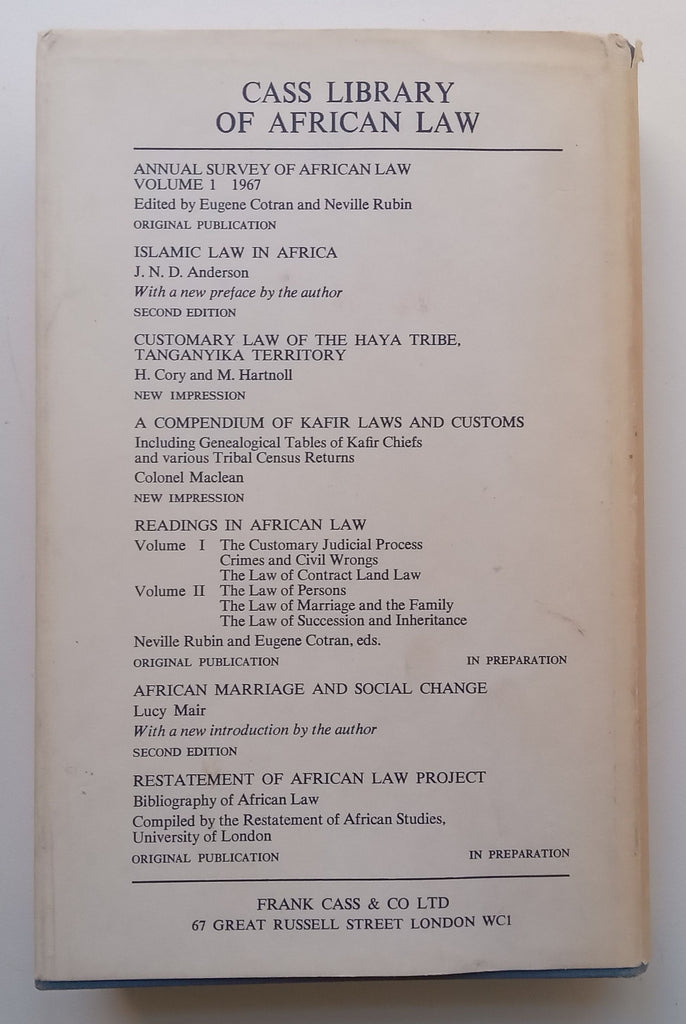 CASS LIBRARY
OF AFRICAN LAW
ANNUAL SURVEY OF AFRICAN LAW
VOLUME 1 1967
Edited by Eugene Cotran and Neville Rubin
ORIGINAL PUBLICATION
ISLAMIC LAW IN AFRICA
J. N. D. Anderson
With a new preface by the author
SECOND EDITION
CUSTOMARY LAW OF THE HAYA TRIBE,
TANGANYIKA TERRITORY
H. Cory and M. Hartnoll
NEW IMPRESSION
A COMPENDIUM OF KAFIR LAWS AND CUSTOMS
Including Genealogical Tables of Kafir Chiefs
and various Tribal Census Returns
Colonel Maclean
NEW IMPRESSION
READINGS IN AFRICAN LAW
Volume I The Customary Judicial Process
Crimes and Civil Wrongs
The Law of Contract Land Law
Volume II The Law of Persons
The Law of Marriage and the Family
The Law of Succession and Inheritance
Neville Rubin and Eugene Cotran, eds.
ORIGINAL PUBLICATION IN PREPARATION
AFRICAN MARRIAGE AND SOCIAL CHANGE
Lucy Mair
With a new introduction by the author
SECOND EDITION
RESTATEMENT OF AFRICAN LAW PROJECT
Bibliography of African Law
Compiled by the Restatement of African Studies,
University of London
ORIGINAL PUBLICATION IN PREPARATION
FRANK CASS & CO LTD
67 GREAT RUSSELL STREET LONDON WC1